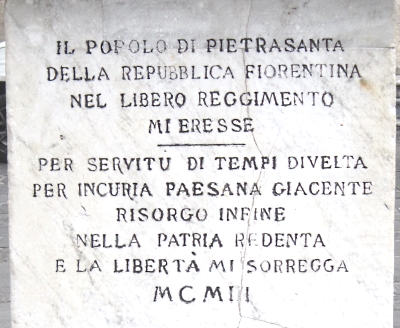 IL POPOLO DI PIETRASANTA
DELLA REPUBBLICA FIORENTINA
NEL LIBERO REGGIMENTO
MI ERESSE
PER SERVITÙ DI TEMPI DIVELTA
PER INCURIA PAESANA GIACENTE
RISORGO INFINE
NELLA PATRIA REDENTA
E LA LIBERTÀ MI SORREGGA
MCMII